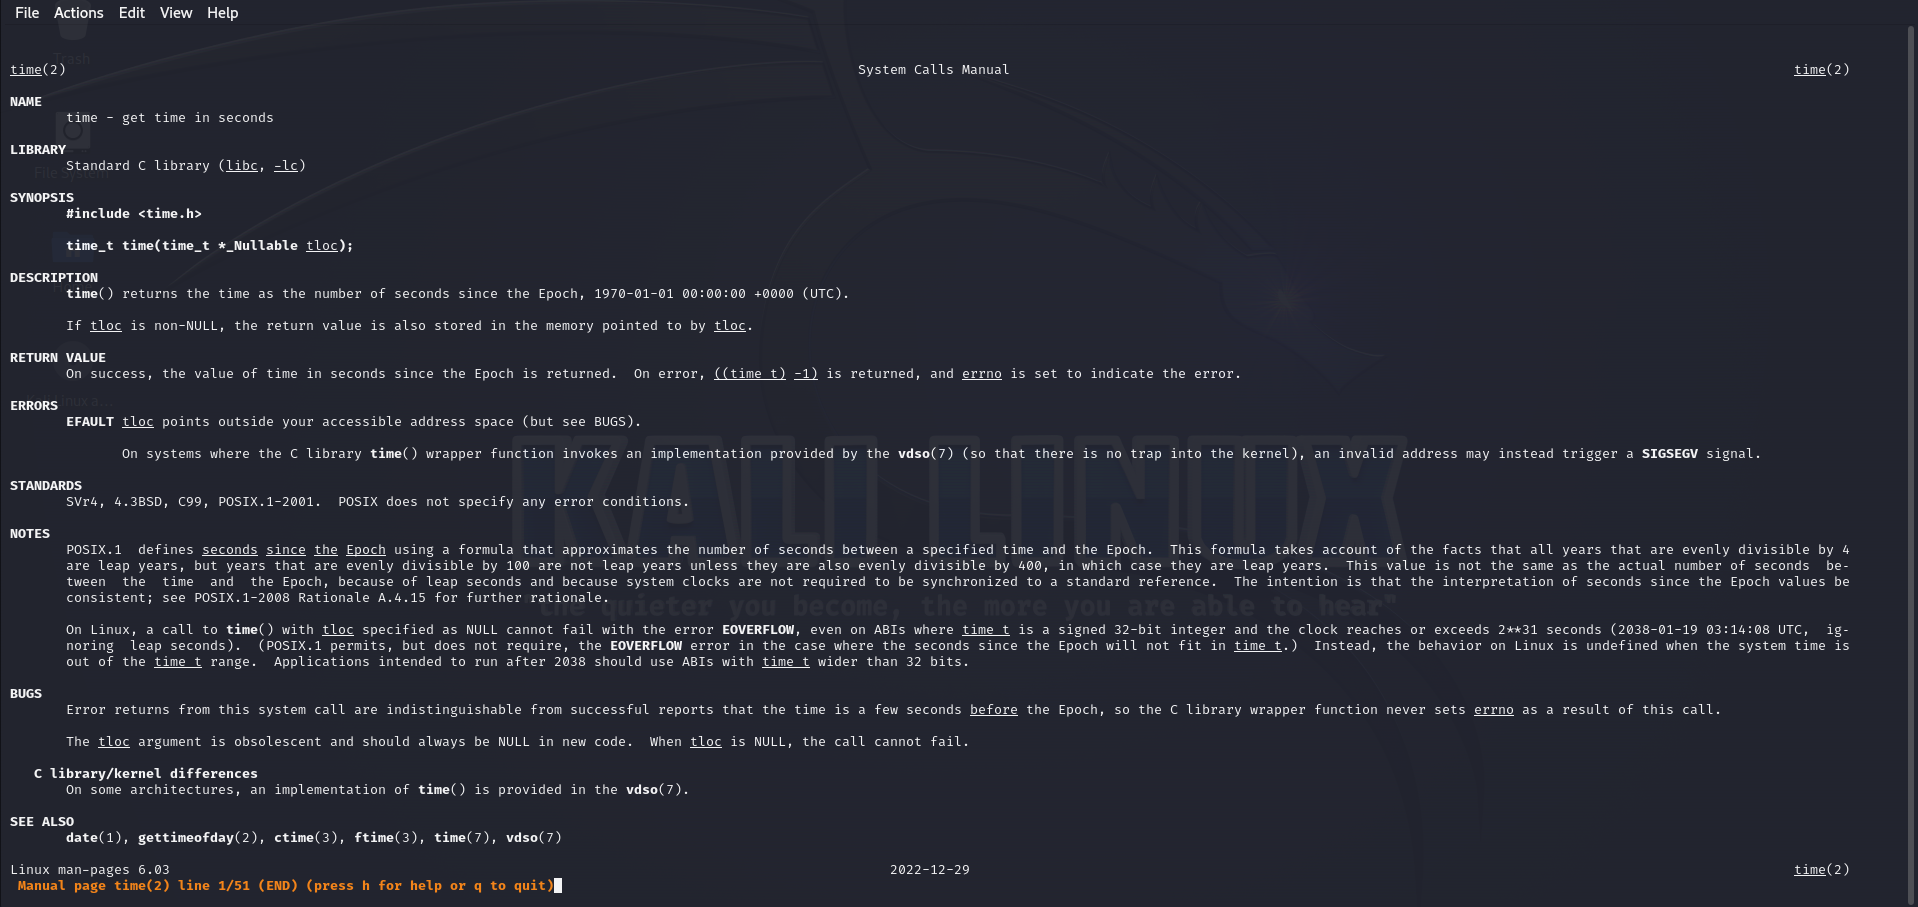 File Actions Edit View Help
Trash
time(2) System Calls Manual time(2)
NAME
time - get time in seconds
LIBRARY
Standard C library (libc, -lc)
File System
SYNOPSIS
#include <time.h>
time_t time(time_t *_Nullable tloc);
DESCRIPTION
time() returns the time as the number of seconds since the Epoch, 1970-01-01 00:00:00 +0000 (UTC).
If tloc is non-NULL, the return value is also stored in the memory pointed to by tloc.
RETURN VALUE
On success, the value of time in seconds since the Epoch is returned.  On error, ((time_t) -1) is returned, and errno is set to indicate the error.
ERRORS
EFAULT tloc points outside your accessible address space (but see BUGS).
On systems where the C library time() wrapper function invokes an implementation provided by the vdso(7) (so that there is no trap into the kernel), an invalid address may instead trigger a SIGSEGV signal.
KALI LINUX
STANDARDS
SVr4, 4.3BSD, C99, POSIX.1-2001.  POSIX does not specify any error conditions.
NOTES
POSIX.1  defines seconds since the Epoch using a formula that approximates the number of seconds between a specified time and the Epoch.  This formula takes account of the facts that all years that are evenly divisible by 4
are leap years, but years that are evenly divisible by 100 are not leap years unless they are also evenly divisible by 400, in which case they are leap years.  This value is not the same as the actual number of seconds  be-
tween  the  time  and  the Epoch, because of leap seconds and because system clocks are not required to be synchronized to a standard reference.  The intention is that the interpretation of seconds since the Epoch values be
consistent; see POSIX.1-2008 Rationale A.4.15 for further rationale.
"the quieter you become, the more you are able to hear"
On Linux, a call to time() with tloc specified as NULL cannot fail with the error EOVERFLOW, even on ABIs where time_t is a signed 32-bit integer and the clock reaches or exceeds 2**31 seconds (2038-01-19 03:14:08 UTC,  ig-
noring  leap seconds).  (POSIX.1 permits, but does not require, the EOVERFLOW error in the case where the seconds since the Epoch will not fit in time_t.)  Instead, the behavior on Linux is undefined when the system time is
out of the time_t range.  Applications intended to run after 2038 should use ABIs with time_t wider than 32 bits.
BUGS
Error returns from this system call are indistinguishable from successful reports that the time is a few seconds before the Epoch, so the C library wrapper function never sets errno as a result of this call.
The tloc argument is obsolescent and should always be NULL in new code.  When tloc is NULL, the call cannot fail.
C library/kernel differences
On some architectures, an implementation of time() is provided in the vdso(7).
SEE ALSO
date(1), gettimeofday(2), ctime(3), ftime(3), time(7), vdso(7)
Linux man-pages 6.03 2022-12-29 time(2)
Manual page time(2) line 1/51 (END) (press h for help or q to quit)